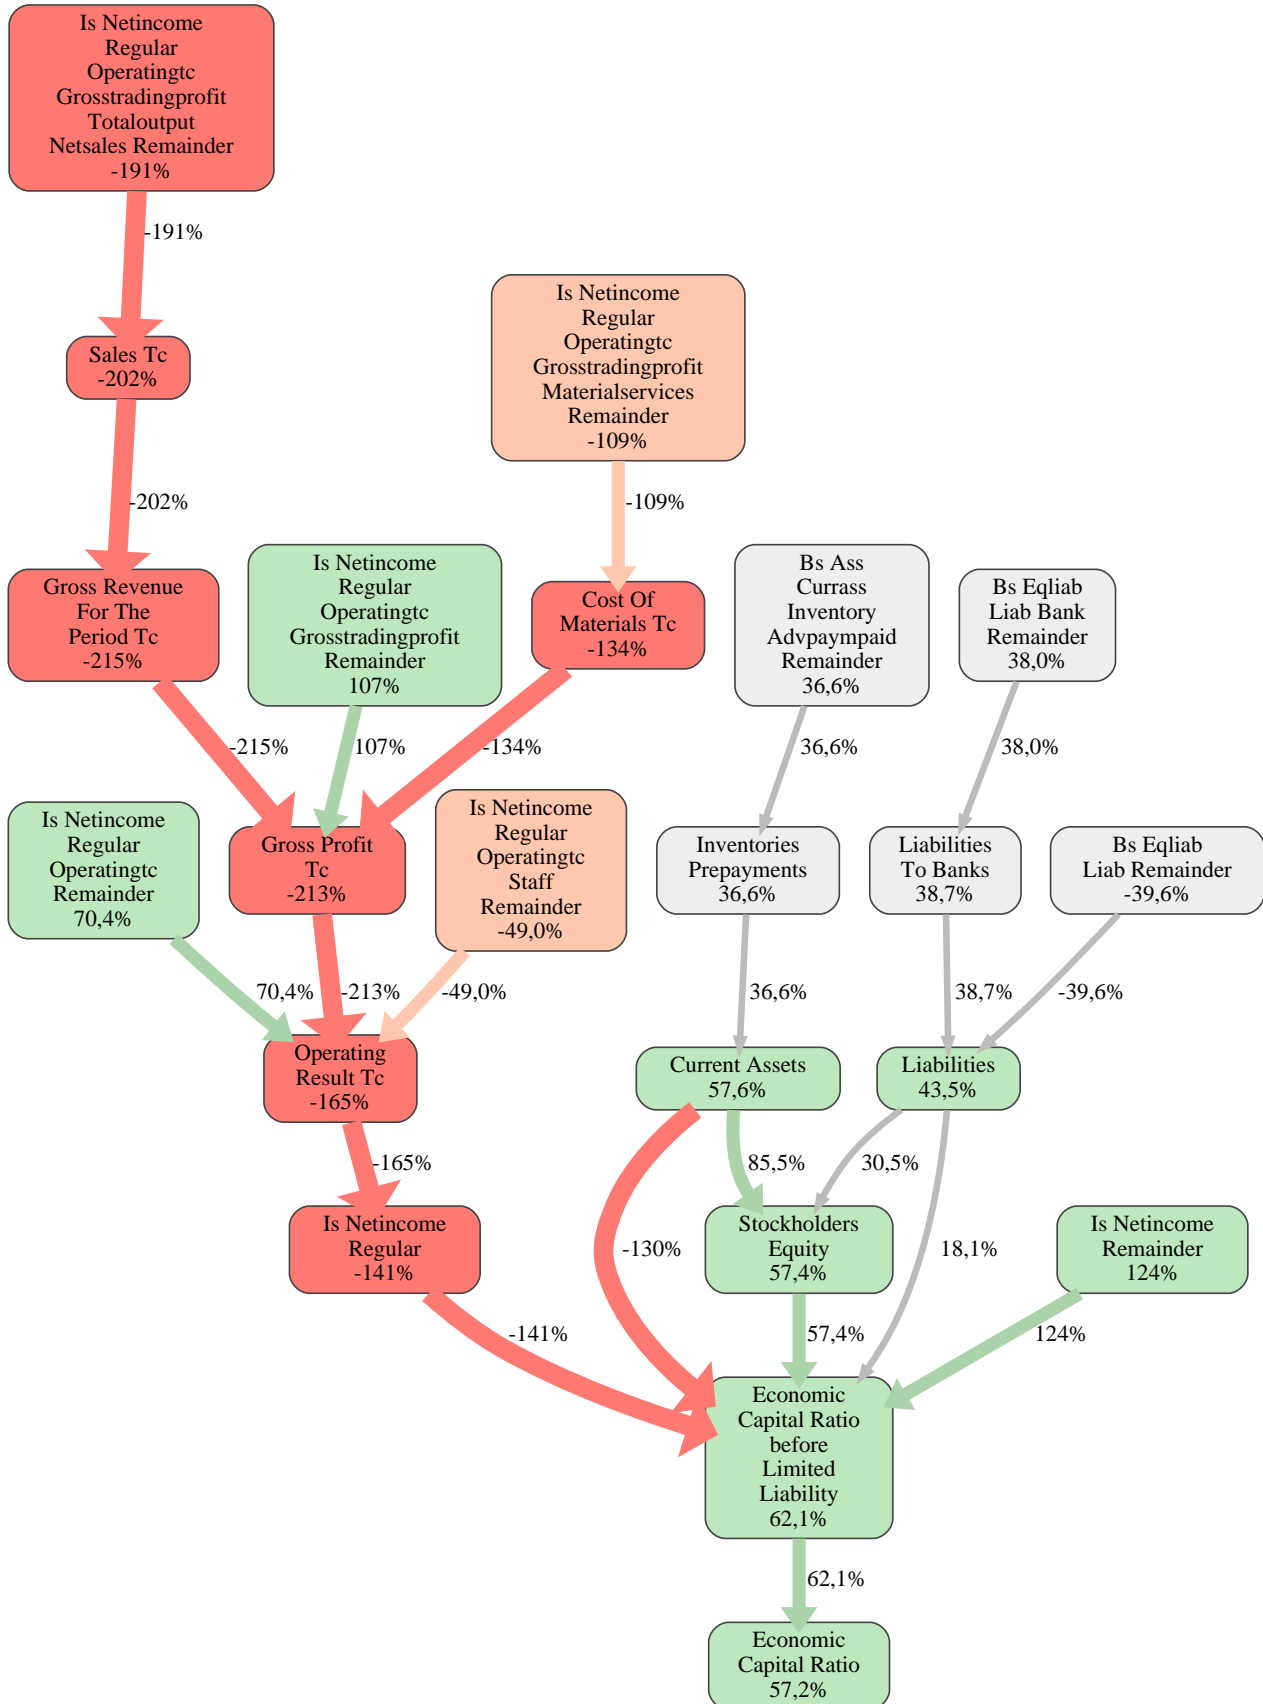 Is Netincome
Regular
Operatingtc
Grosstradingprofit
Totaloutput
Netsales Remainder
-191%
-191%
Is Netincome
Regular
Operatingtc
Grosstradingprofit
Materialservices
Remainder
-109%
Sales Tc
-202%
-202%
-109%
Gross Revenue
For The
Period Tc
-215%
Is Netincome
Regular
Operatingtc
Grosstradingprofit
Remainder
107%
Cost Of
Materials Tc
-134%
Bs Ass
Currass
Inventory
Advpaympaid
Remainder
36,6%
Bs Eqliab
Liab Bank
Remainder
38,0%
-215%
107%
-134%
36,6%
38,0%
Is Netincome
Regular
Operatingtc
Remainder
70,4%
Gross Profit
Tc
-213%
Is Netincome
Regular
Operatingtc
Staff
Remainder
-49,0%
Inventories
Prepayments
36,6%
Liabilities
To Banks
38,7%
Bs Eqliab
Liab Remainder
-39,6%
70,4%
-213%
-49,0%
36,6%
38,7%
-39,6%
Operating
Result Tc
-165%
Current Assets
57,6%
Liabilities
43,5%
-165%
85,5%
30,5%
Is Netincome
Regular
-141%
-130%
Stockholders
Equity
57,4%
18,1%
Is Netincome
Remainder
124%
-141%
57,4%
124%
Economic
Capital Ratio
before
Limited
Liability
62,1%
62,1%
Economic
Capital Ratio
57,2%